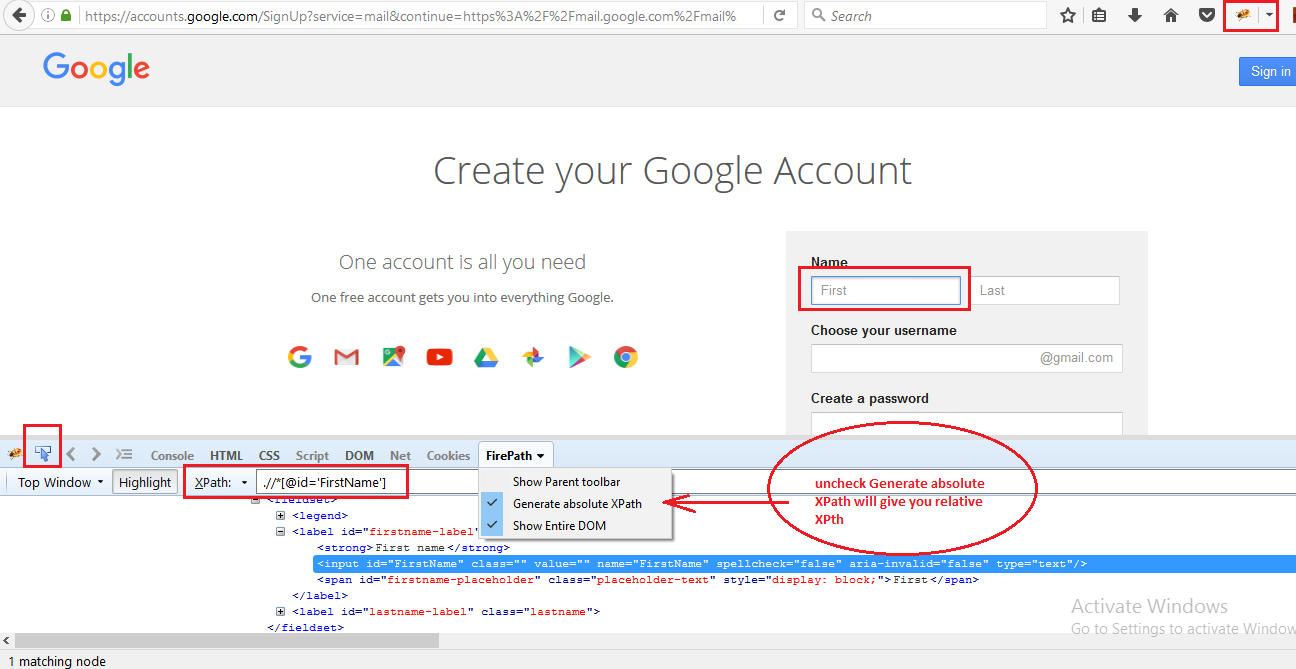 https://accounts.google.com/SignUp?service=mail&continue=https%3A%2F%2Fmail.google.com%2Fmail%
Search
Google
Sign in
Create your Google Account
One account is all you need
One free account gets you into everything Google.
Name
First
Last
Choose your username
@gmail.com
Create a password
Console HTML CSS Script DOM Net Cookies FirePath
Top Window Highlight XPath: .//*[@id='FirstName']
Show Parent toolbar
Generate absolute XPath
Show Entire DOM
uncheck Generate absolute
XPath will give you relative
XPth
<fieldset>
<legend>
<label id="firstname-label"
<strong>First name</strong>
<input id="FirstName" class="" value="" name="FirstName" spellcheck="false" aria-invalid="false" type="text"/>
<span id="firstname-placeholder" class="placeholder-text" style="display: block;">First</span>
</label>
<label id="lastname-label" class="lastname">
</fieldset>
Activate Windows
Go to Settings to activate Window
1 matching node